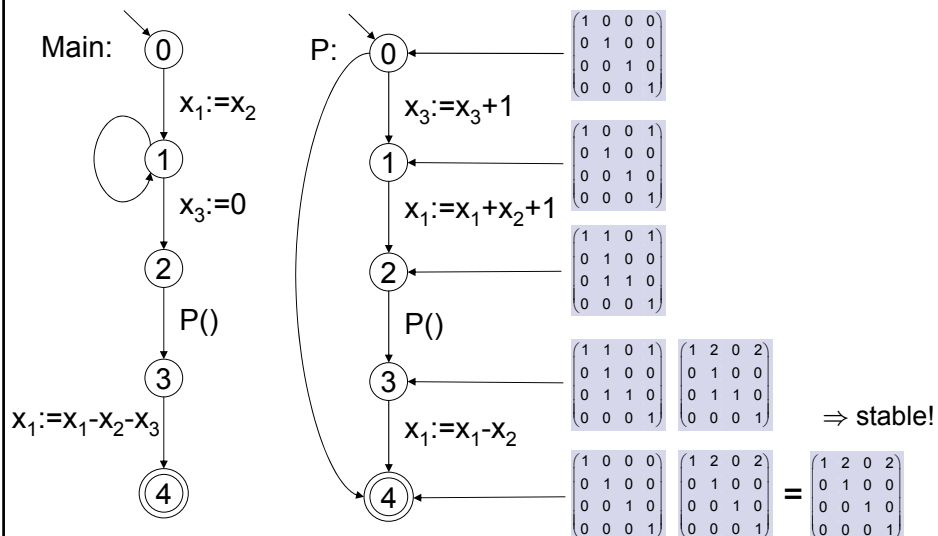 Main:
0
x₁:=x₂
1
x₃:=0
2
P()
3
x₁:=x₁-x₂-x₃
4
P:
0
x₃:=x₃+1
1
x₁:=x₁+x₂+1
2
P()
3
x₁:=x₁-x₂
4
1 0 0 0
0 1 0 0
0 0 1 0
0 0 0 1
1 0 0 1
0 1 0 0
0 0 1 0
0 0 0 1
1 1 0 1
0 1 0 0
0 1 1 0
0 0 0 1
1 1 0 1
0 1 0 0
0 1 1 0
0 0 0 1
1 2 0 2
0 1 0 0
0 1 1 0
0 0 0 1
⇒ stable!
1 0 0 0
0 1 0 0
0 0 1 0
0 0 0 1
1 2 0 2
0 1 0 0
0 0 1 0
0 0 0 1
=
1 2 0 2
0 1 0 0
0 0 1 0
0 0 0 1